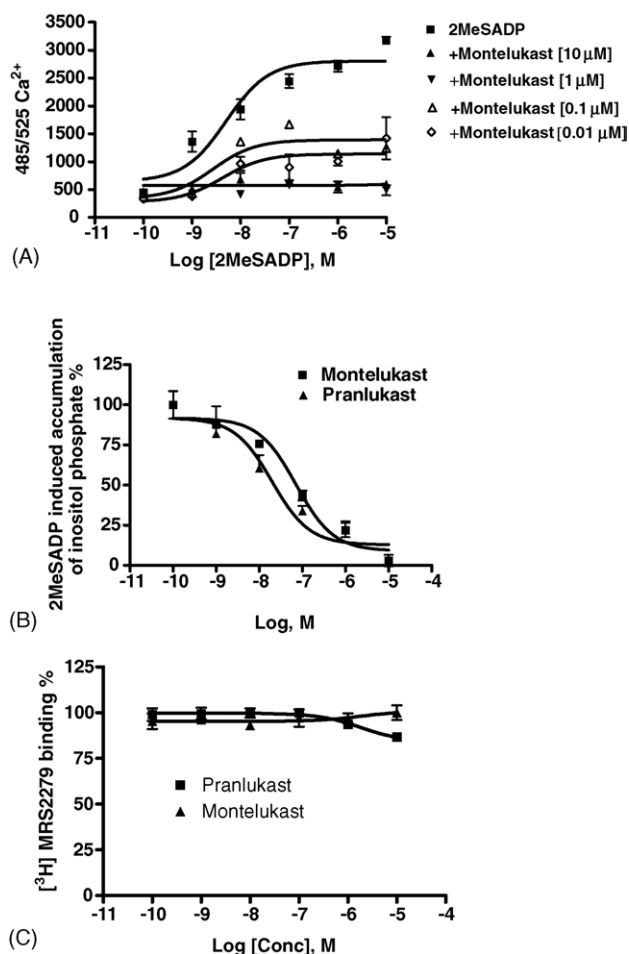 3500
3000
2500
2000
1500
1000
500
0
485/525 Ca²⁺
-11 -10 -9 -8 -7 -6 -5
Log [2MeSADP], M
2MeSADP
+Montelukast [10 μM]
+Montelukast [1 μM]
+Montelukast [0.1 μM]
+Montelukast [0.01 μM]
(A)
125
100
75
50
25
0
2MeSADP induced accumulation
of inositol phosphate %
Montelukast
Pranlukast
-11 -10 -9 -8 -7 -6 -5 -4
Log, M
(B)
125
100
75
50
25
0
[³H] MRS2279 binding %
Pranlukast
Montelukast
-11 -10 -9 -8 -7 -6 -5 -4
Log [Conc], M
(C)